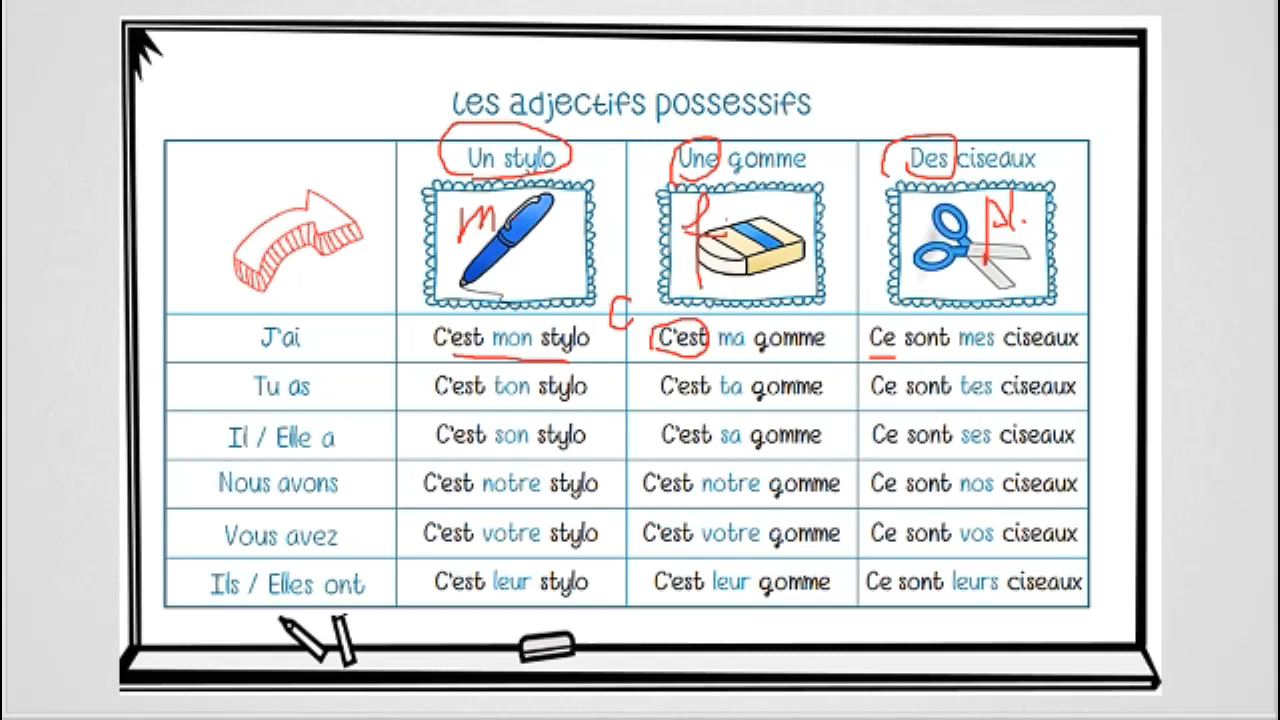 Les adjectifs possessifs
Un stylo Une gomme Des ciseaux
m f pl.
C
J'ai C'est mon stylo C'est ma gomme Ce sont mes ciseaux
Tu as C'est ton stylo C'est ta gomme Ce sont tes ciseaux
Il / Elle a C'est son stylo C'est sa gomme Ce sont ses ciseaux
Nous avons C'est notre stylo C'est notre gomme Ce sont nos ciseaux
Vous avez C'est votre stylo C'est votre gomme Ce sont vos ciseaux
Ils / Elles ont C'est leur stylo C'est leur gomme Ce sont leurs ciseaux